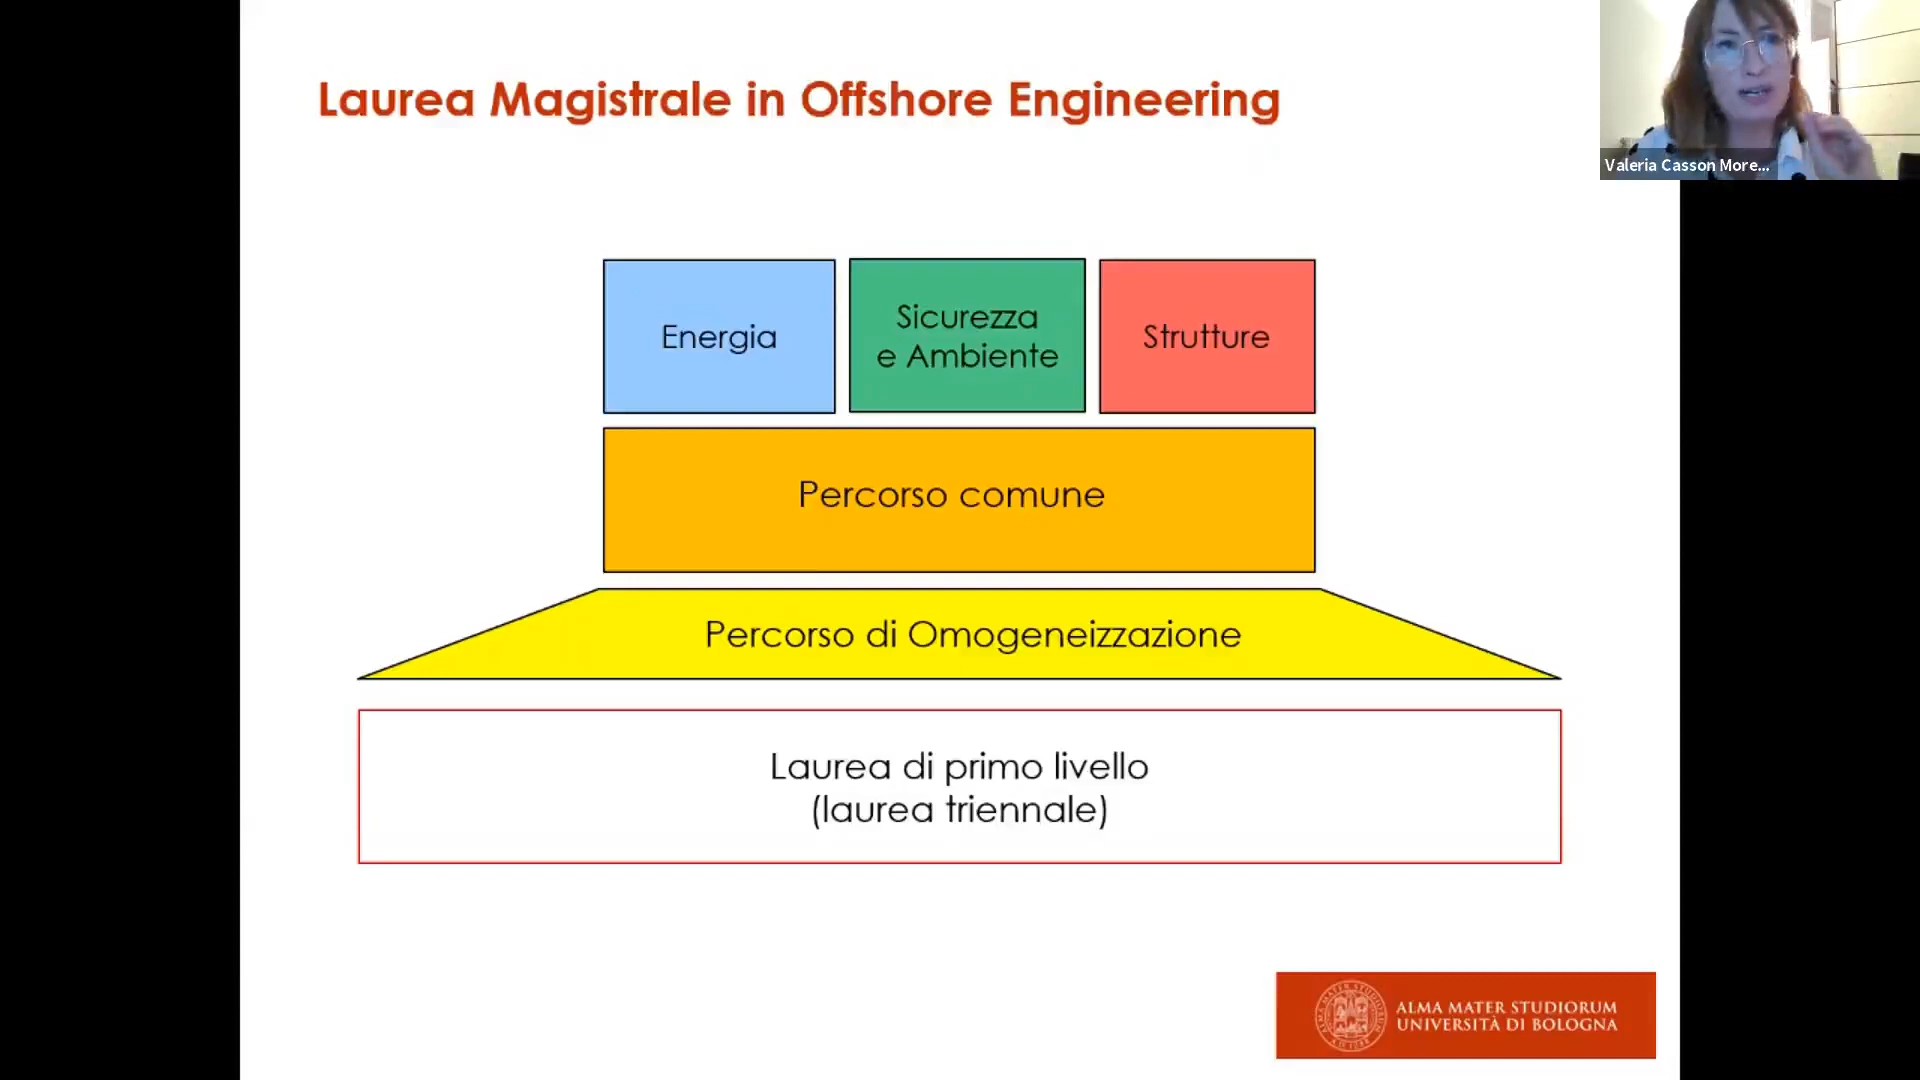 Laurea Magistrale in Offshore Engineering
Valeria Casson More...
Energia
Sicurezza
e Ambiente
Strutture
Percorso comune
Percorso di Omogeneizzazione
Laurea di primo livello
(laurea triennale)
ALMA MATER STUDIORUM
UNIVERSITÀ DI BOLOGNA